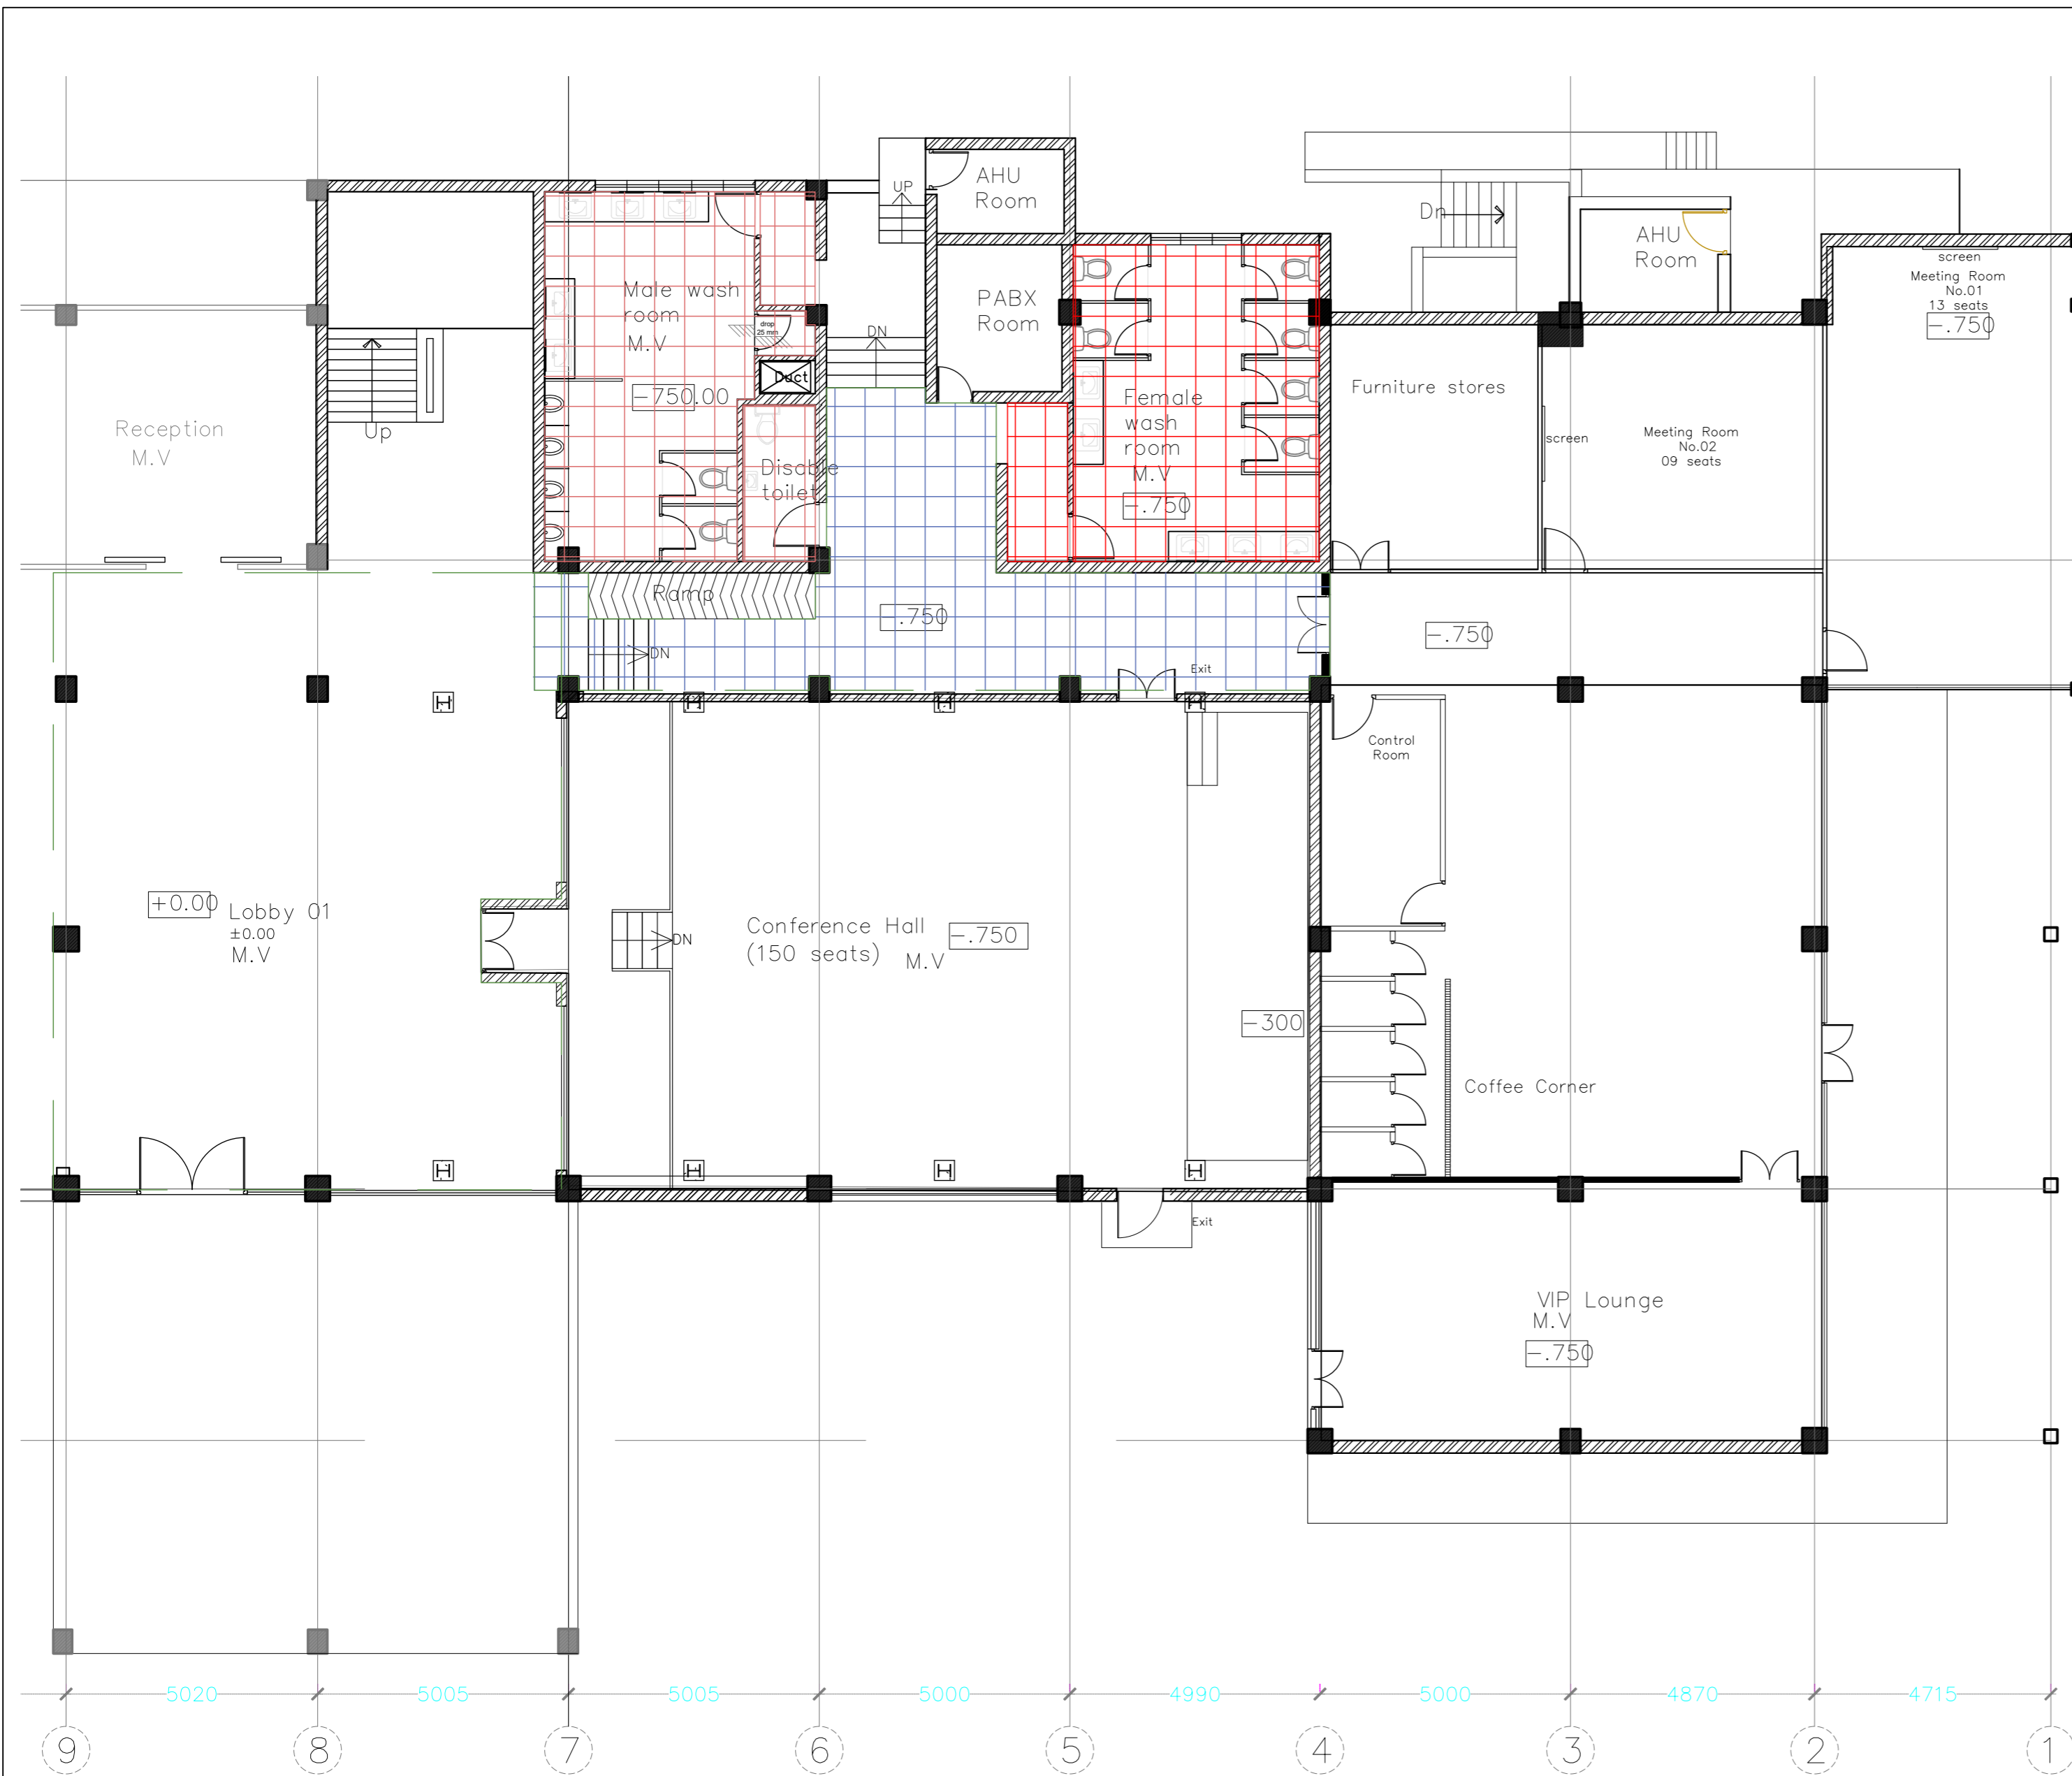 AHU
Room
UP
Dn
AHU
Room
screen
Meeting Room
No.01
13 seats
-.750
Male wash
room
M.V
-750.00
drop
25 mm
Duct
DN
PABX
Room
Female
wash
room
M.V
-.750
Furniture stores
screen
Meeting Room
No.02
09 seats
Reception
M.V
Up
Disable
toilet
Ramp
DN
-.750
Exit
-.750
H
H
H
H
Control
Room
+0.00
Lobby 01
±0.00
M.V
DN
Conference Hall
(150 seats)
M.V
-.750
-300
Coffee Corner
H
H
H
H
Exit
VIP Lounge
M.V
-.750
5020
5005
5005
5000
4990
5000
4870
4715
9
8
7
6
5
4
3
2
1